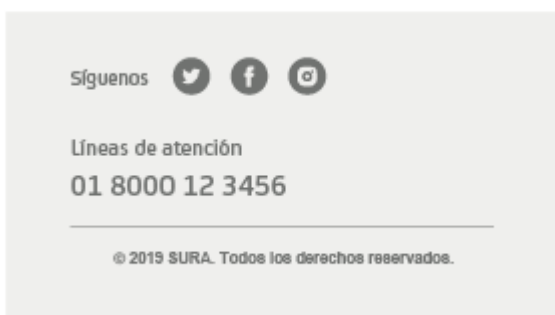 Síguenos
Líneas de atención
01 8000 12 3456
© 2019 SURA. Todos los derechos reservados.